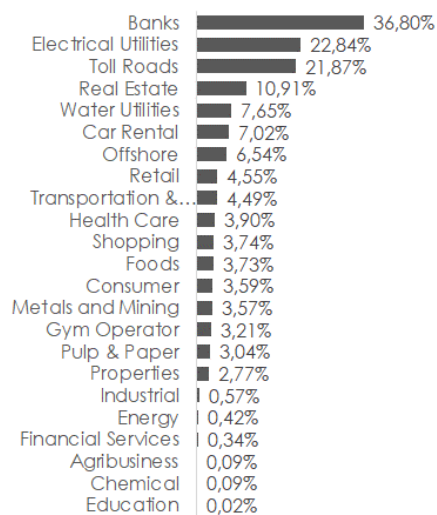 Banks 36,80%
Electrical Utilities 22,84%
Toll Roads 21,87%
Real Estate 10,91%
Water Utilities 7,65%
Car Rental 7,02%
Offshore 6,54%
Retail 4,55%
Transportation &... 4,49%
Health Care 3,90%
Shopping 3,74%
Foods 3,73%
Consumer 3,59%
Metals and Mining 3,57%
Gym Operator 3,21%
Pulp & Paper 3,04%
Properties 2,77%
Industrial 0,57%
Energy 0,42%
Financial Services 0,34%
Agribusiness 0,09%
Chemical 0,09%
Education 0,02%